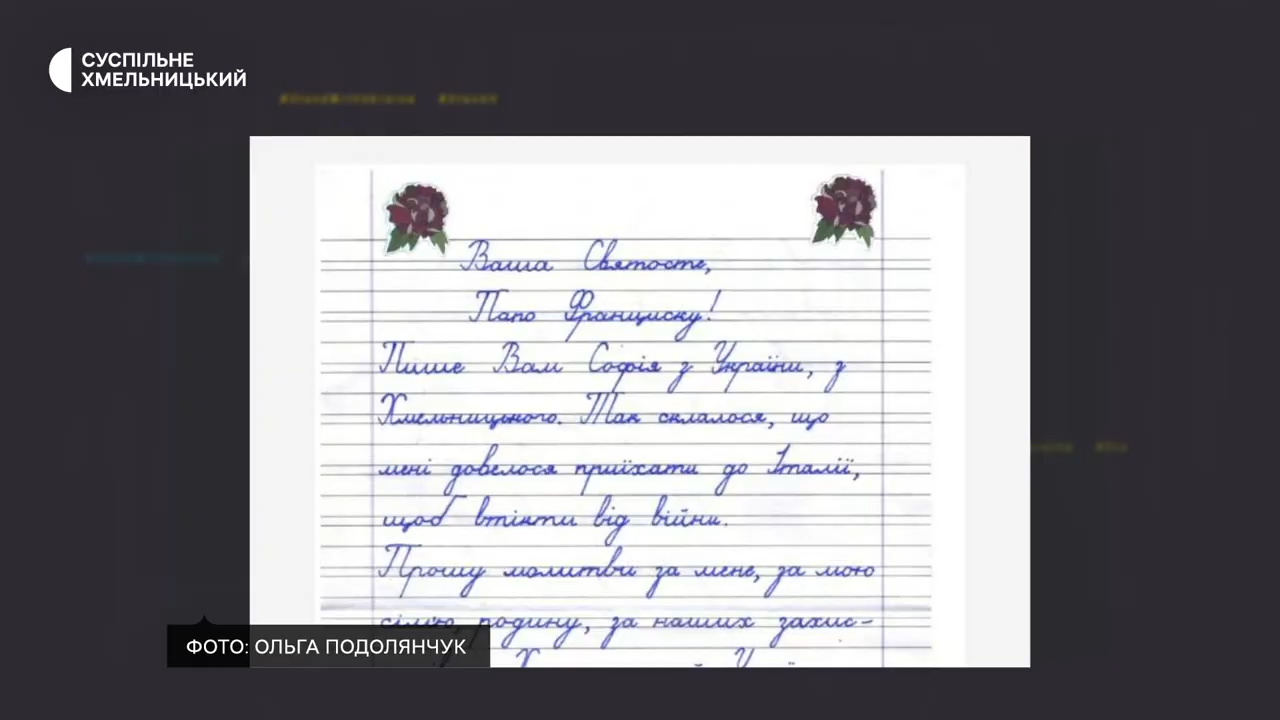 СУСПІЛЬНЕ
ХМЕЛЬНИЦЬКИЙ
Ваша Святосте,
Папо Франциску!
Пише Вам Софія з України, з
Хмельницького. Так склалося, що
мені довелося приїхати до Італії,
щоб втікти від війни.
Прошу молитви за мене, за мою
сім'ю, родину, за наших захис-
ФОТО: ОЛЬГА ПОДОЛЯНЧУК